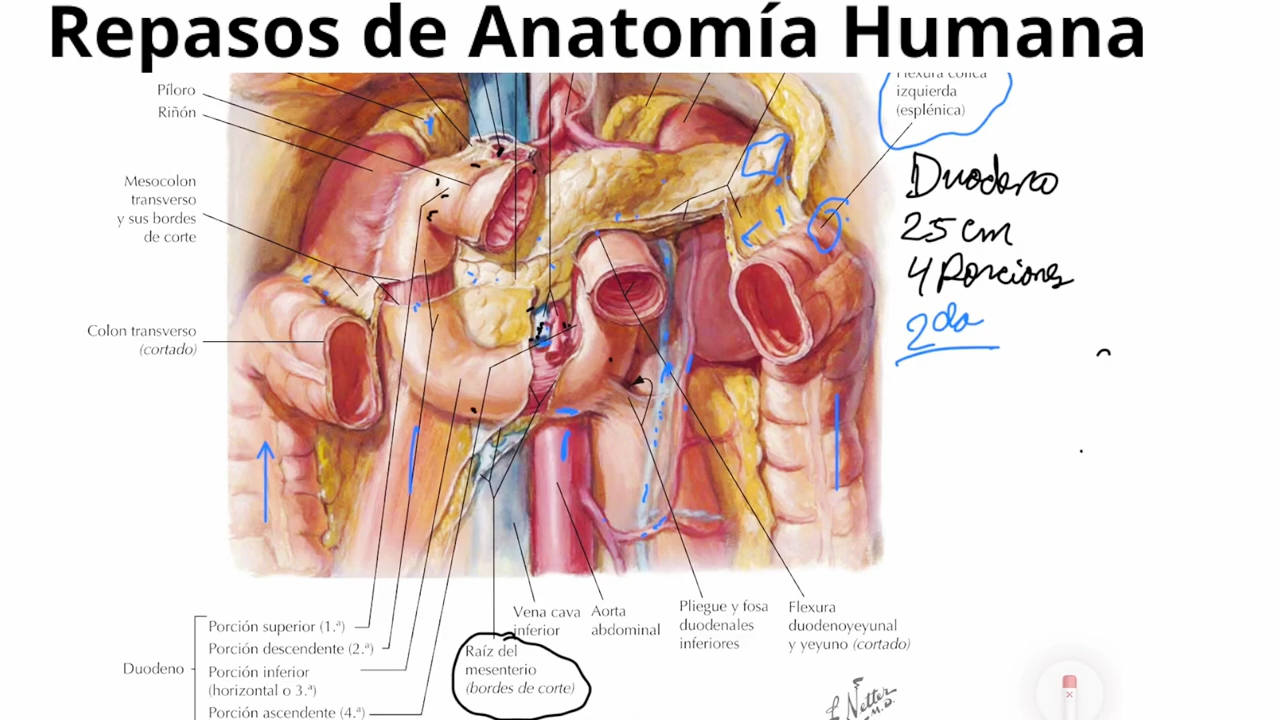 Repasos de Anatomía Humana
Píloro
Riñón
Mesocolon
transverso
y sus bordes
de corte
Colon transverso
(cortado)
Flexura cólica
izquierda
(esplénica)
Duodeno
25 cm
4 Porciones
2da
Duodeno
Porción superior (1.ª)
Porción descendente (2.ª)
Porción inferior
(horizontal o 3.ª)
Porción ascendente (4.ª)
Raíz del
mesenterio
(bordes de corte)
Vena cava
inferior
Aorta
abdominal
Pliegue y fosa
duodenales
inferiores
Flexura
duodenoyeyunal
y yeyuno (cortado)
F. Netter
M.D.